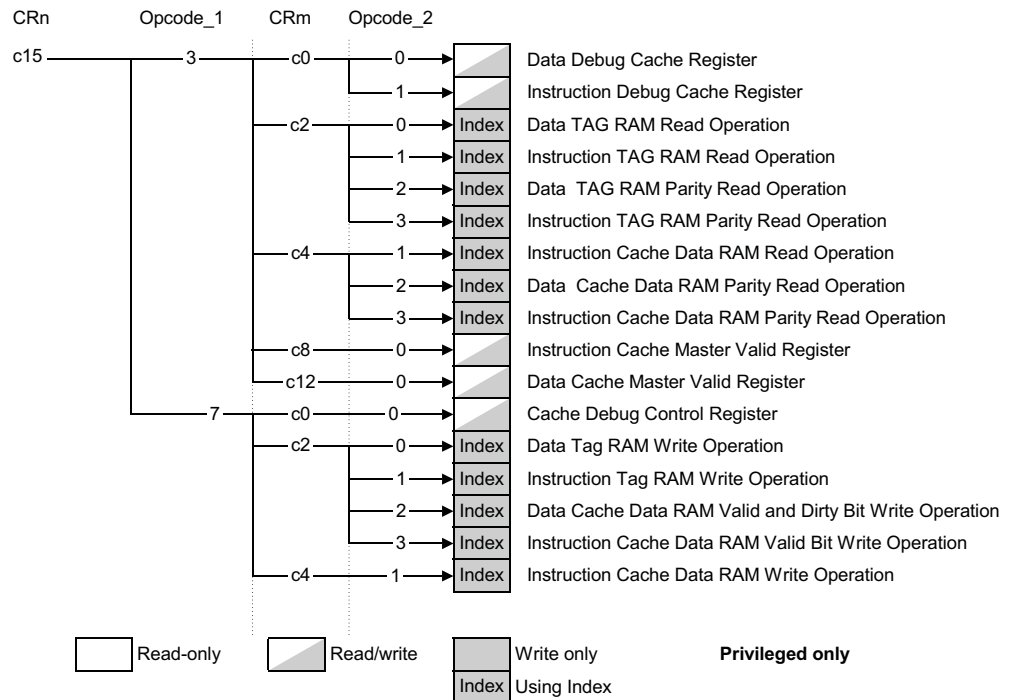 CRn Opcode_1 CRm Opcode_2
c15 3 c0 0 Data Debug Cache Register
1 Instruction Debug Cache Register
c2 0 Index Data TAG RAM Read Operation
1 Index Instruction TAG RAM Read Operation
2 Index Data TAG RAM Parity Read Operation
3 Index Instruction TAG RAM Parity Read Operation
c4 1 Index Instruction Cache Data RAM Read Operation
2 Index Data Cache Data RAM Parity Read Operation
3 Index Instruction Cache Data RAM Parity Read Operation
c8 0 Instruction Cache Master Valid Register
c12 0 Data Cache Master Valid Register
7 c0 0 Cache Debug Control Register
c2 0 Index Data Tag RAM Write Operation
1 Index Instruction Tag RAM Write Operation
2 Index Data Cache Data RAM Valid and Dirty Bit Write Operation
3 Index Instruction Cache Data RAM Valid Bit Write Operation
c4 1 Index Instruction Cache Data RAM Write Operation
Read-only Read/write Write only Privileged only
Index Using Index